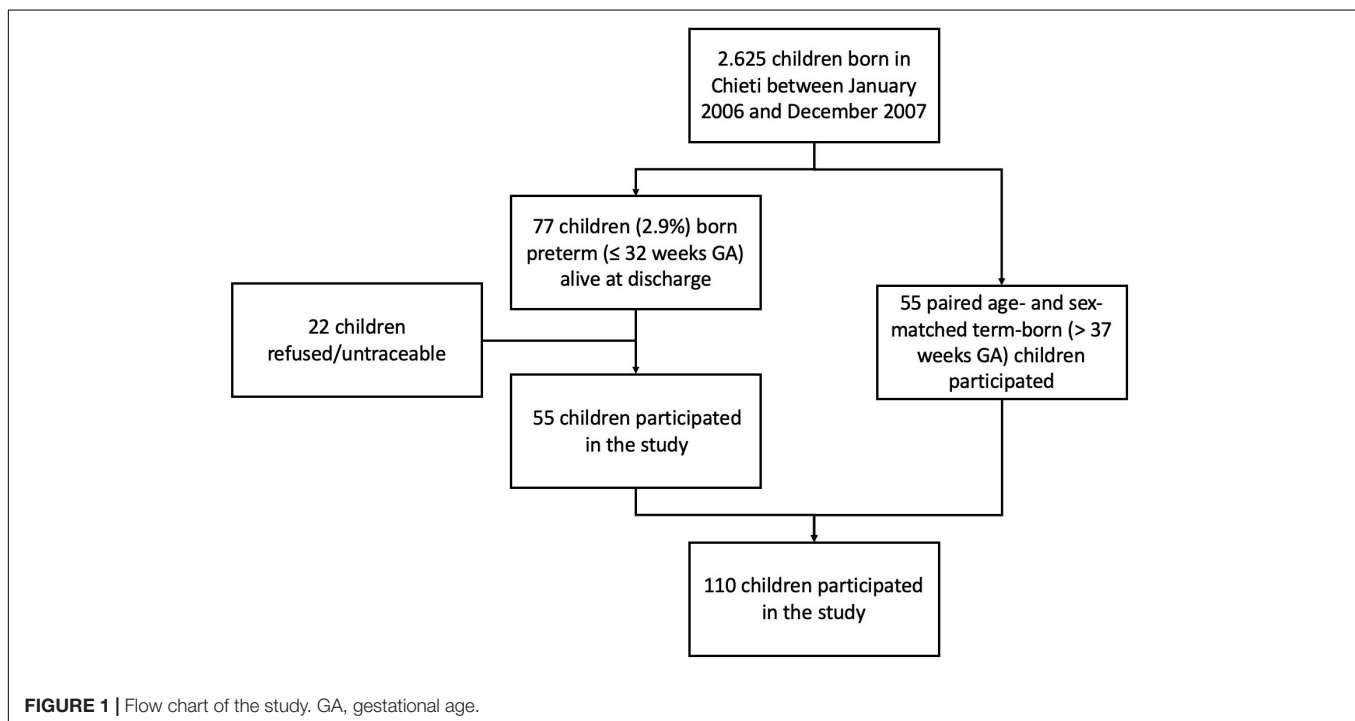 2.625 children born in
Chieti between January
2006 and December 2007
77 children (2.9%) born
preterm (≤ 32 weeks GA)
alive at discharge
22 children
refused/untraceable
55 paired age- and sex-
matched term-born (> 37
weeks GA) children
participated
55 children participated
in the study
110 children participated
in the study
FIGURE 1 | Flow chart of the study. GA, gestational age.